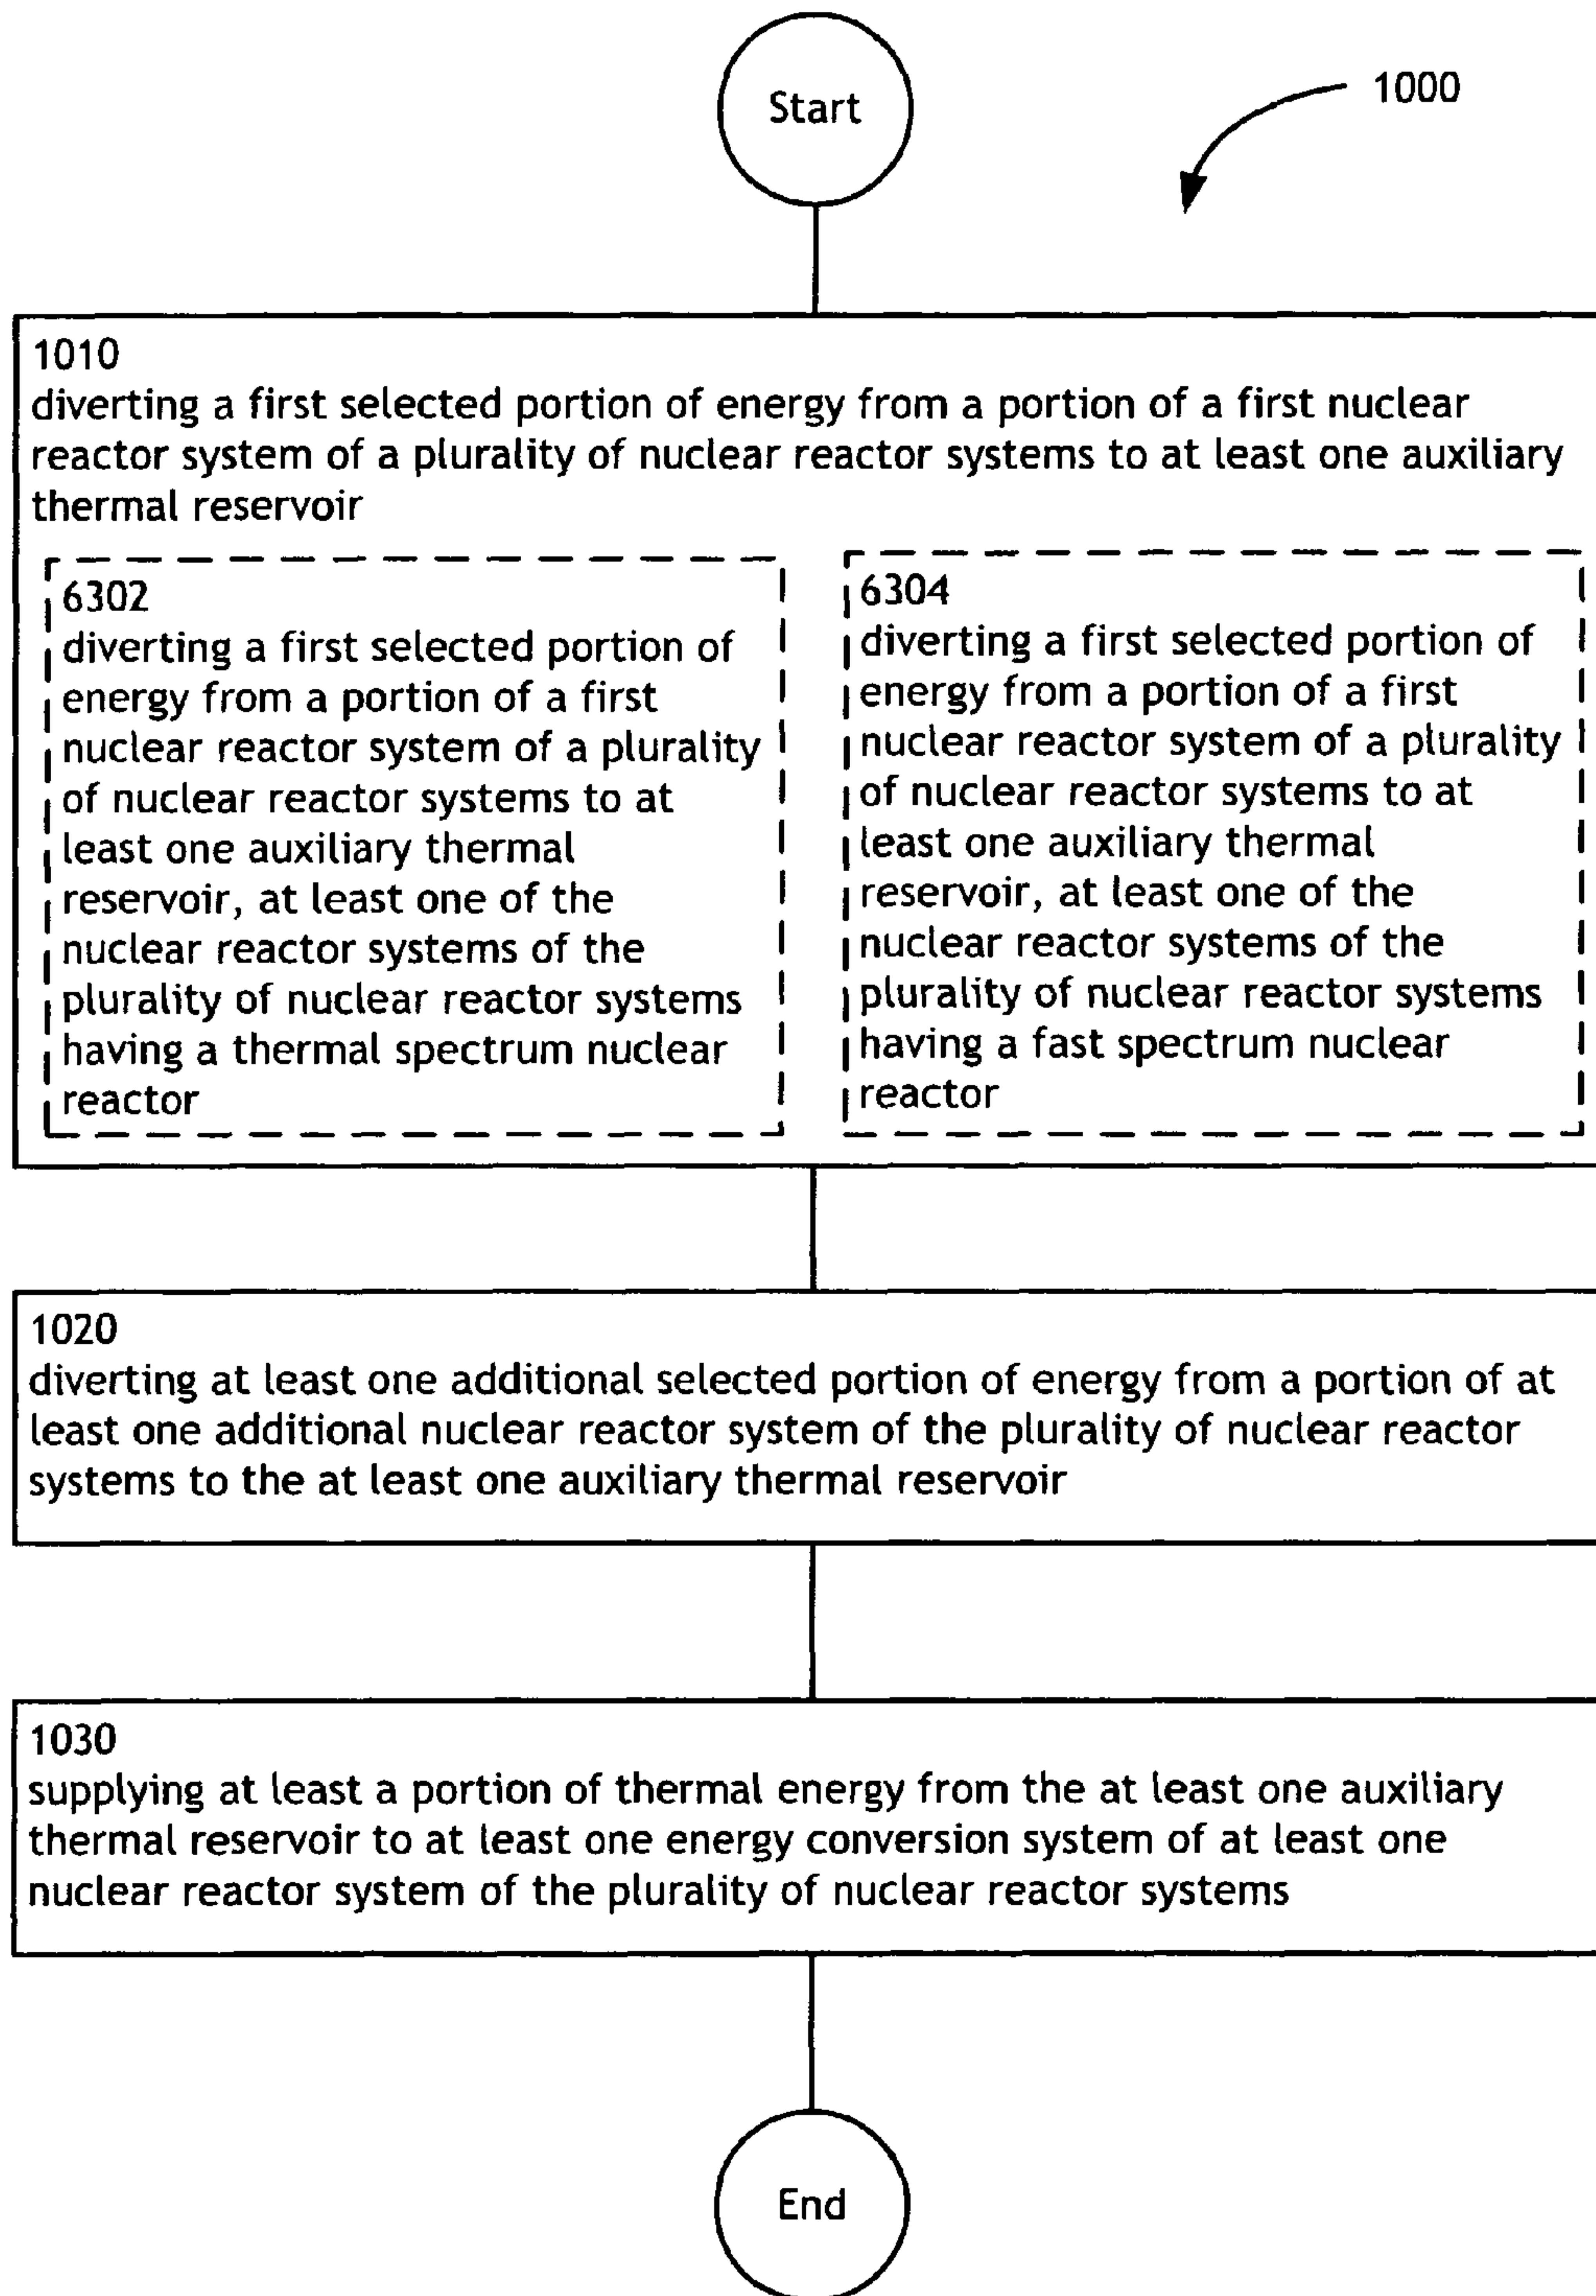 Start
1000
1010
diverting a first selected portion of energy from a portion of a first nuclear
reactor system of a plurality of nuclear reactor systems to at least one auxiliary
thermal reservoir
6302
diverting a first selected portion of
energy from a portion of a first
nuclear reactor system of a plurality
of nuclear reactor systems to at
least one auxiliary thermal
reservoir, at least one of the
nuclear reactor systems of the
plurality of nuclear reactor systems
having a thermal spectrum nuclear
reactor
6304
diverting a first selected portion of
energy from a portion of a first
nuclear reactor system of a plurality
of nuclear reactor systems to at
least one auxiliary thermal
reservoir, at least one of the
nuclear reactor systems of the
plurality of nuclear reactor systems
having a fast spectrum nuclear
reactor
1020
diverting at least one additional selected portion of energy from a portion of at
least one additional nuclear reactor system of the plurality of nuclear reactor
systems to the at least one auxiliary thermal reservoir
1030
supplying at least a portion of thermal energy from the at least one auxiliary
thermal reservoir to at least one energy conversion system of at least one
nuclear reactor system of the plurality of nuclear reactor systems
End